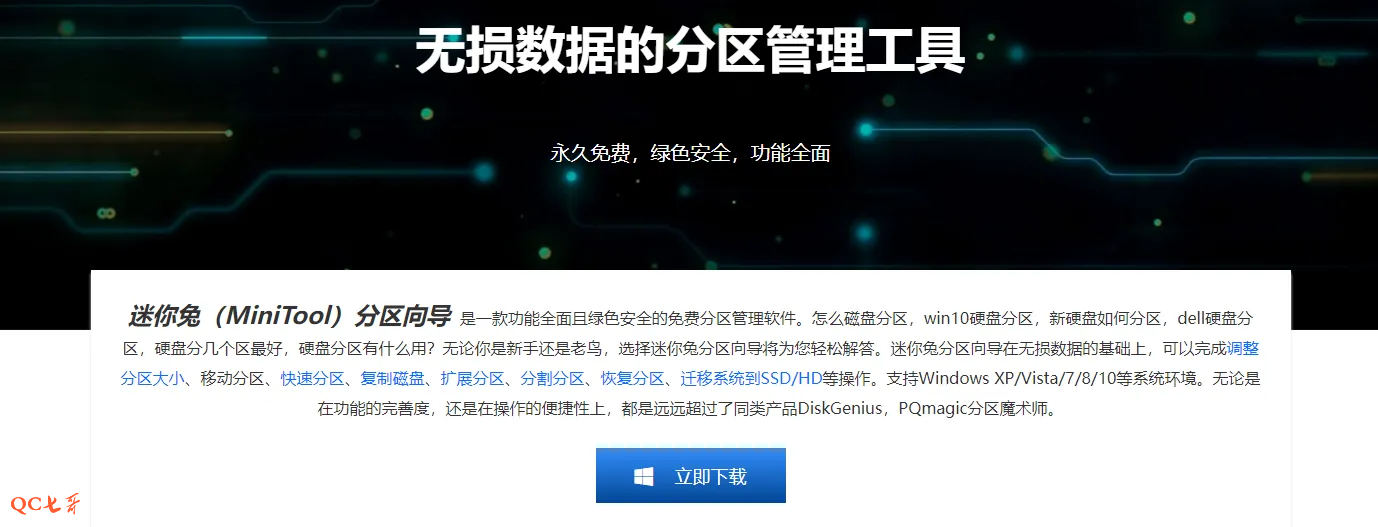 无损数据的分区管理工具
永久免费，绿色安全，功能全面
迷你兔（MiniTool）分区向导 是一款功能全面且绿色安全的免费分区管理软件。怎么磁盘分区，win10硬盘分区，新硬盘如何分区，dell硬盘分
区，硬盘分几个区最好，硬盘分区有什么用？无论你是新手还是老鸟，选择迷你兔分区向导将为您轻松解答。迷你兔分区向导在无损数据的基础上，可以完成调整
分区大小、移动分区、快速分区、复制磁盘、扩展分区、分割分区、恢复分区、迁移系统到SSD/HD等操作。支持Windows XP/Vista/7/8/10等系统环境。无论是
在功能的完善度，还是在操作的便捷性上，都是远远超过了同类产品DiskGenius，PQmagic分区魔术师。
立即下载
QC七哥